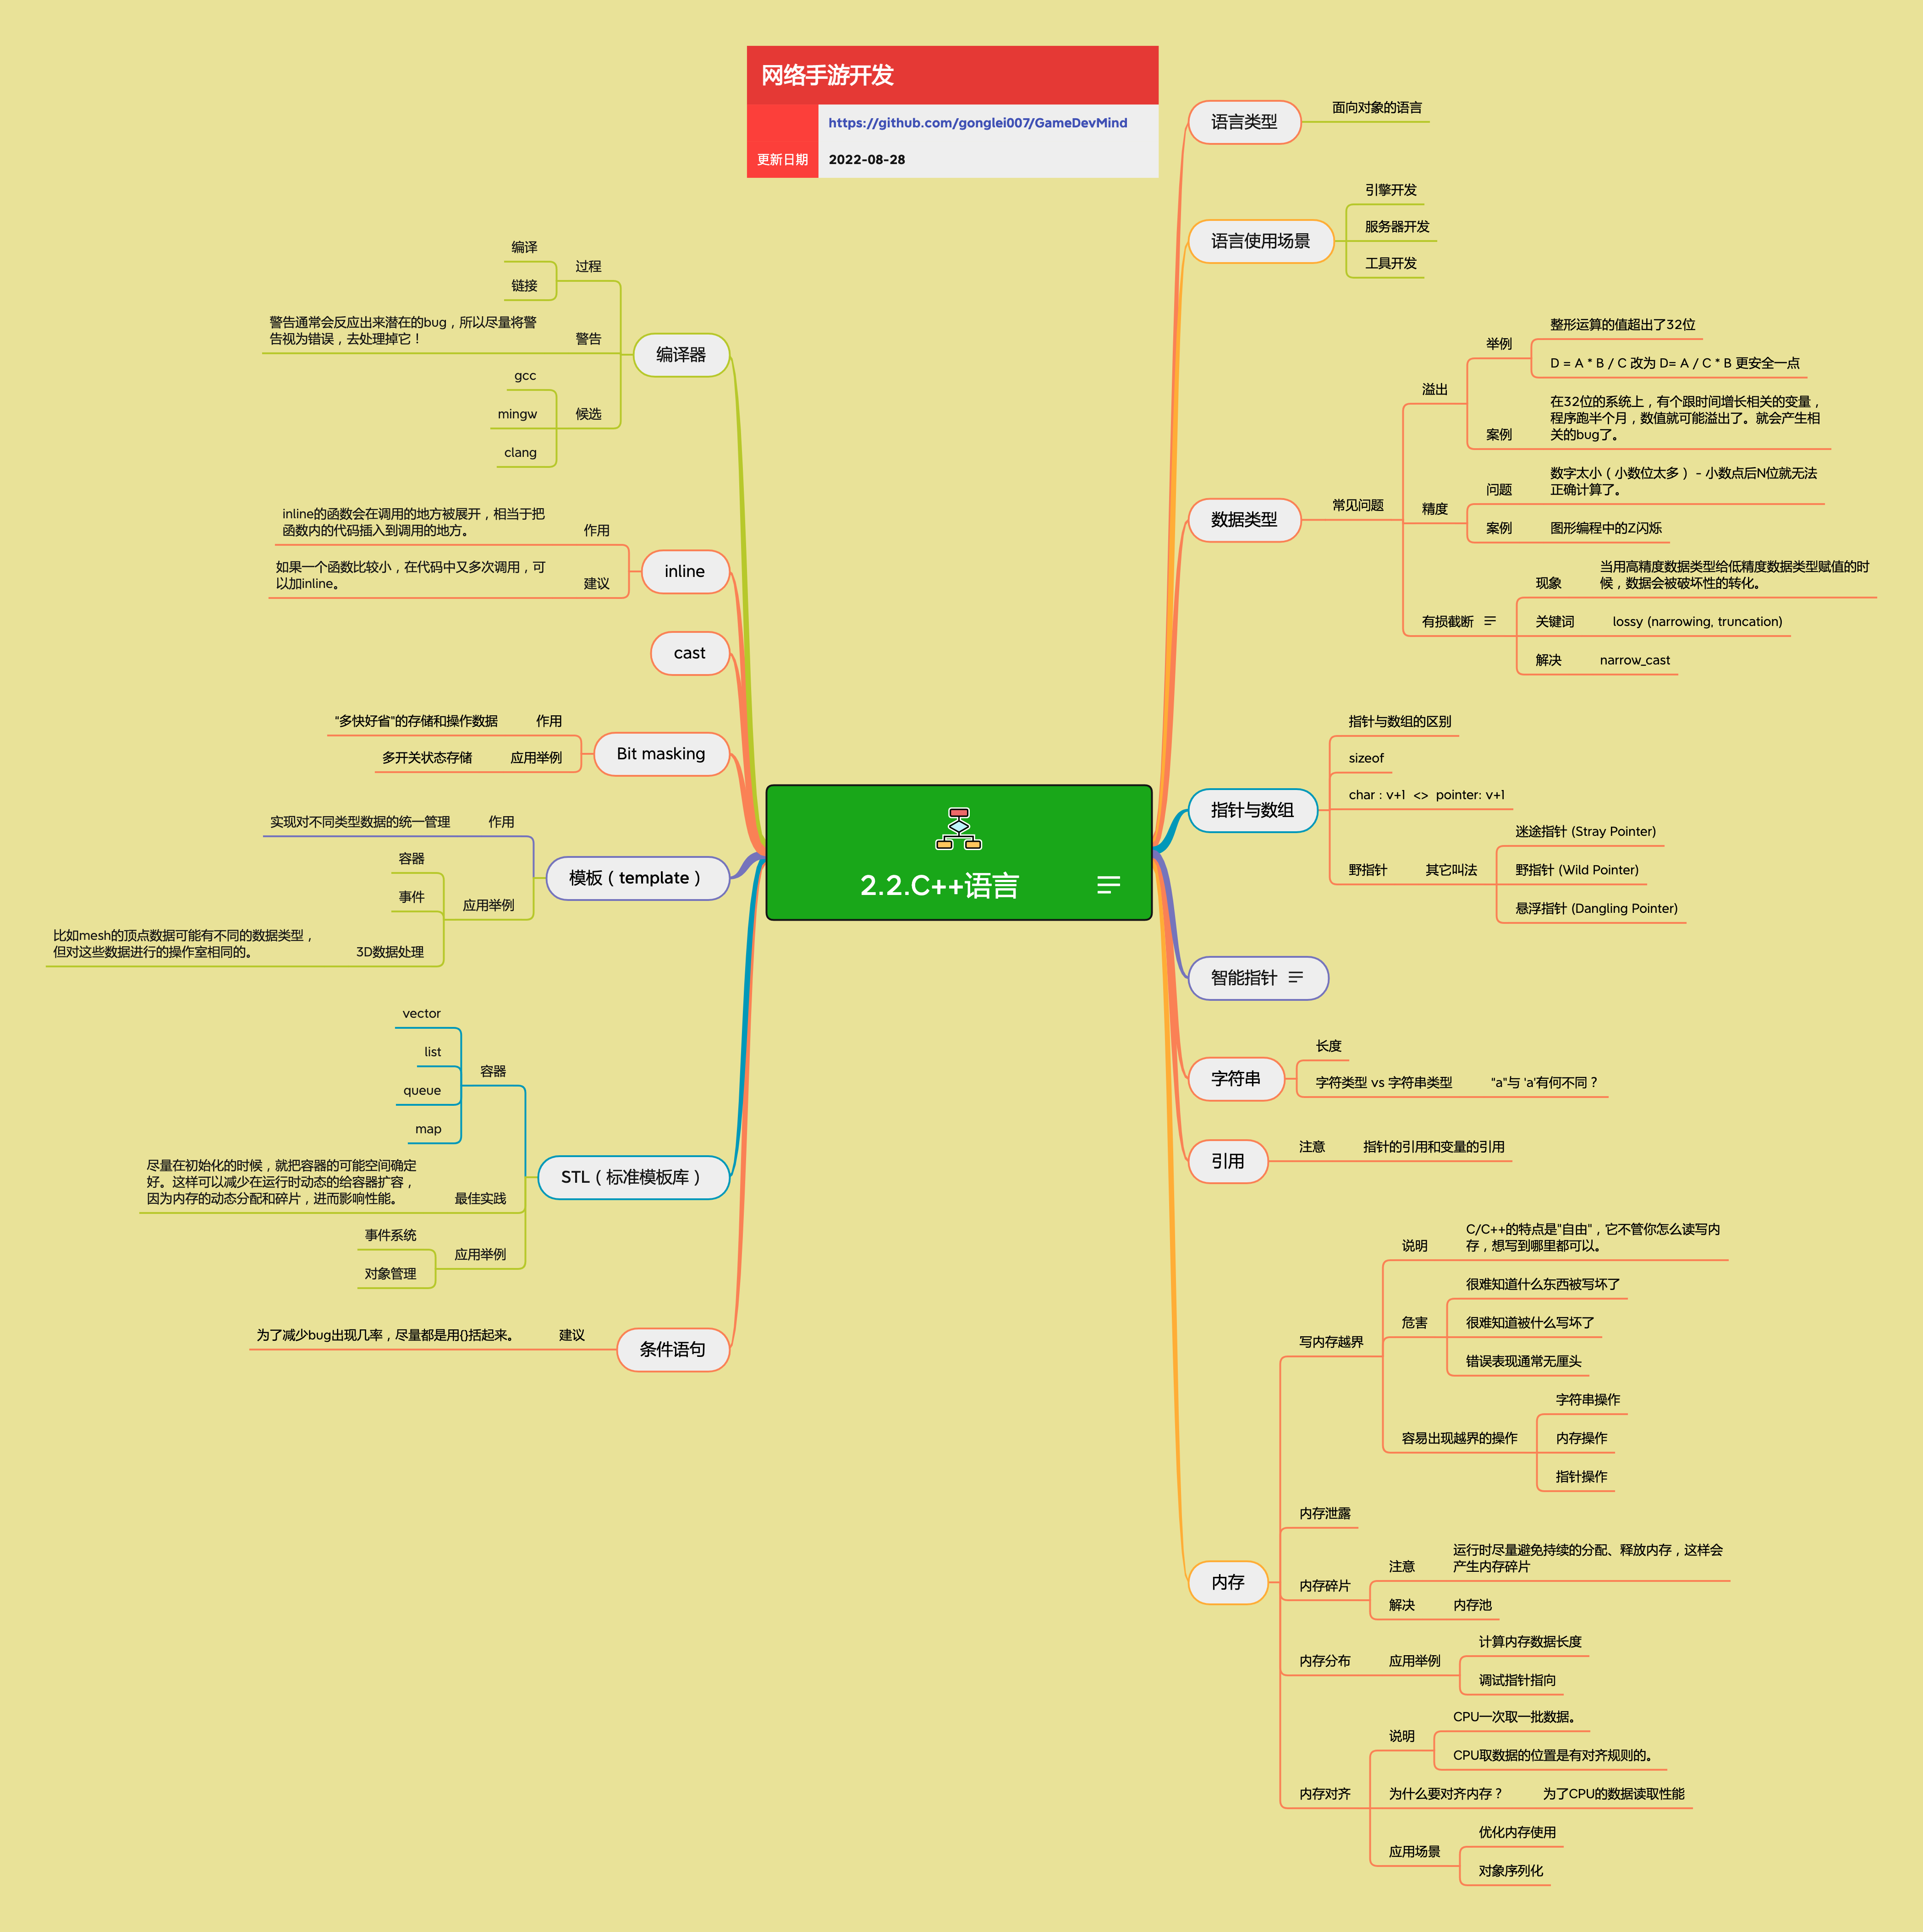 网络手游开发
https://github.com/gonglei007/GameDevMind
更新日期
2022-08-28
2.2.C++语言
语言类型
面向对象的语言
语言使用场景
引擎开发
服务器开发
工具开发
数据类型
常见问题
溢出
举例
整形运算的值超出了32位
D = A * B / C 改为 D= A / C * B 更安全一点
案例
在32位的系统上，有个跟时间增长相关的变量，
程序跑半个月，数值就可能溢出了。就会产生相
关的bug了。
精度
问题
数字太小（小数位太多） - 小数点后N位就无法
正确计算了。
案例
图形编程中的Z闪烁
有损截断
现象
当用高精度数据类型给低精度数据类型赋值的时
候，数据会被破坏性的转化。
关键词
lossy (narrowing, truncation)
解决
narrow_cast
指针与数组
指针与数组的区别
sizeof
char : v+1 <> pointer: v+1
野指针
其它叫法
迷途指针 (Stray Pointer)
野指针 (Wild Pointer)
悬浮指针 (Dangling Pointer)
智能指针
字符串
长度
字符类型 vs 字符串类型
"a"与 'a'有何不同？
引用
注意
指针的引用和变量的引用
内存
写内存越界
说明
C/C++的特点是"自由"，它不管你怎么读写内
存，想写到哪里都可以。
危害
很难知道什么东西被写坏了
很难知道被什么写坏了
错误表现通常无厘头
容易出现越界的操作
字符串操作
内存操作
指针操作
内存泄露
内存碎片
注意
运行时尽量避免持续的分配、释放内存，这样会
产生内存碎片
解决
内存池
内存分布
应用举例
计算内存数据长度
调试指针指向
内存对齐
说明
CPU一次取一批数据。
CPU取数据的位置是有对齐规则的。
为什么要对齐内存？
为了CPU的数据读取性能
应用场景
优化内存使用
对象序列化
编译器
过程
编译
链接
警告
警告通常会反应出来潜在的bug，所以尽量将警
告视为错误，去处理掉它！
候选
gcc
mingw
clang
inline
作用
inline的函数会在调用的地方被展开，相当于把
函数内的代码插入到调用的地方。
建议
如果一个函数比较小，在代码中又多次调用，可
以加inline。
cast
Bit masking
作用
"多快好省"的存储和操作数据
应用举例
多开关状态存储
模板（template）
作用
实现对不同类型数据的统一管理
应用举例
容器
事件
3D数据处理
比如mesh的顶点数据可能有不同的数据类型，
但对这些数据进行的操作室相同的。
STL（标准模板库）
容器
vector
list
queue
map
最佳实践
尽量在初始化的时候，就把容器的可能空间确定
好。这样可以减少在运行时动态的给容器扩容，
因为内存的动态分配和碎片，进而影响性能。
应用举例
事件系统
对象管理
条件语句
建议
为了减少bug出现几率，尽量都是用{}括起来。